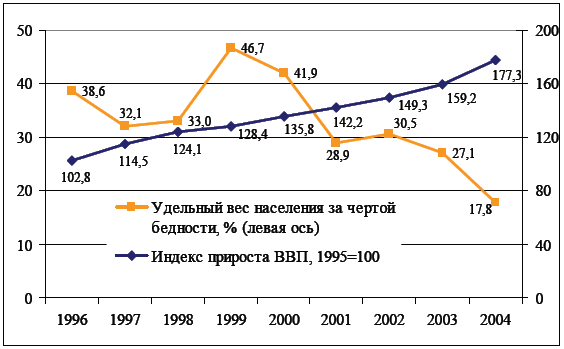 50 200
46,7
40 38,6 41,9 160 177,3
32,1 33,0 149,3 159,2
30 142,2 30,5 120
128,4 135,8 28,9 27,1
114,5 124,1
20 102,8 80
Удельный вес населения за чертой 17,8
бедности, % (левая ось)
10 40
Индекс прироста ВВП, 1995=100
0 0
1996 1997 1998 1999 2000 2001 2002 2003 2004